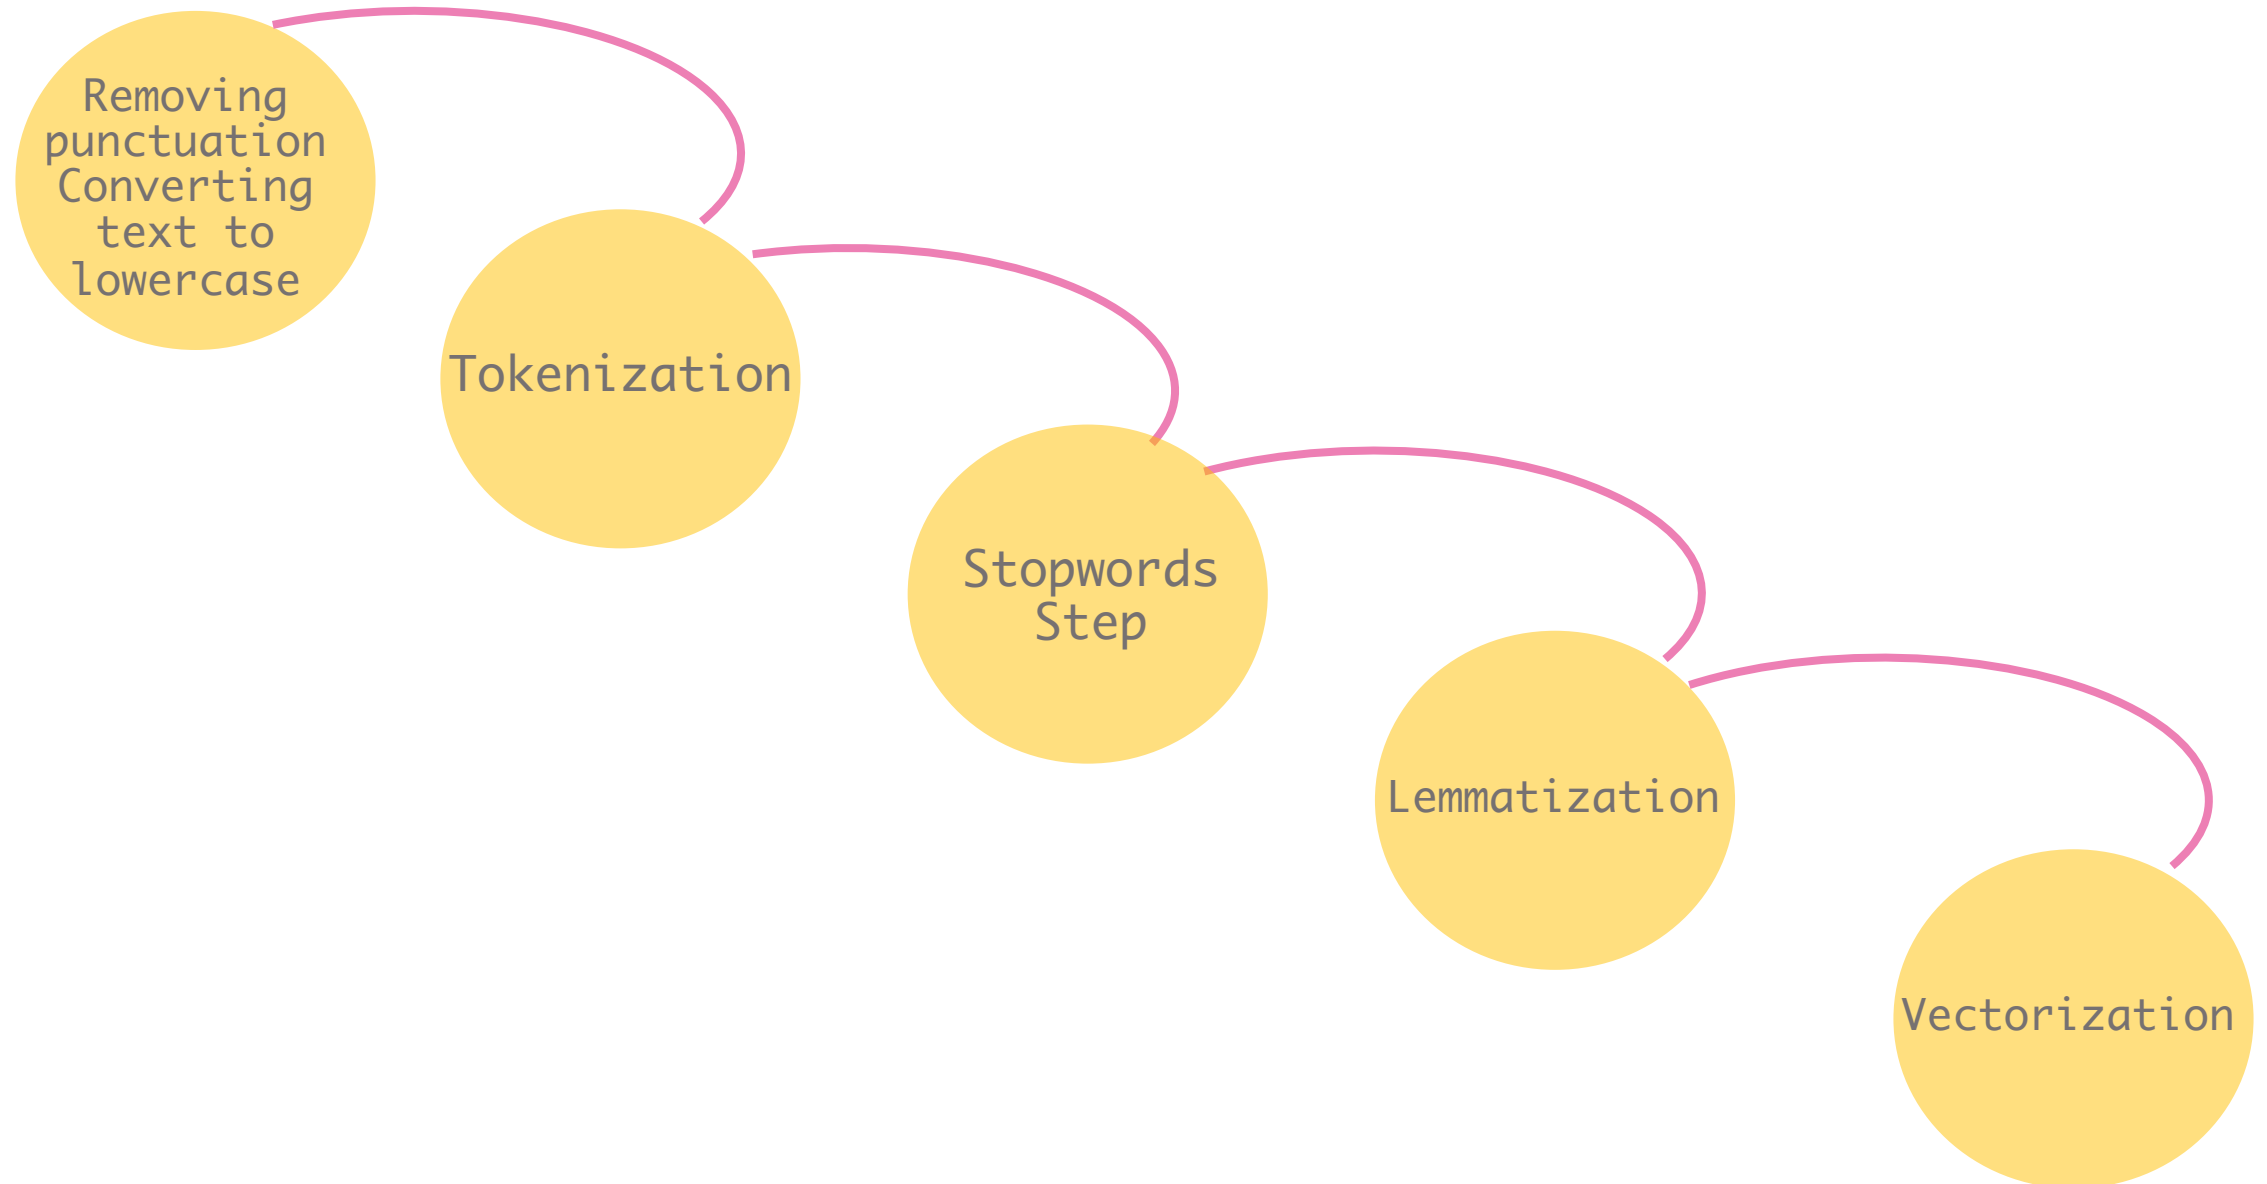 Removing
punctuation
Converting
text to
lowercase
Tokenization
Stopwords
Step
Lemmatization
Vectorization